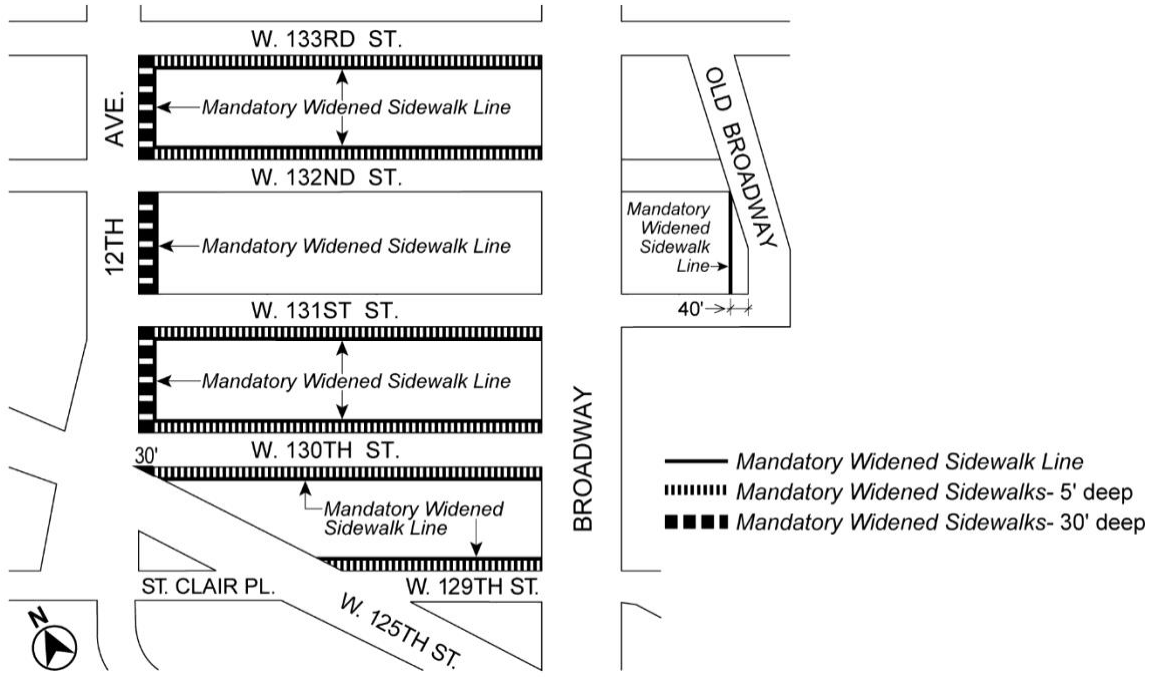 W. 133RD ST.
Mandatory Widened Sidewalk Line
W. 132ND ST.
12TH AVE.
Mandatory Widened Sidewalk Line
OLD BROADWAY
Mandatory
Widened
Sidewalk
Line
40'
W. 131ST ST.
Mandatory Widened Sidewalk Line
W. 130TH ST.
30'
Mandatory Widened
Sidewalk Line
BROADWAY
ST. CLAIR PL.
W. 129TH ST.
W. 125TH ST.
N
Mandatory Widened Sidewalk Line
Mandatory Widened Sidewalks- 5' deep
Mandatory Widened Sidewalks- 30' deep